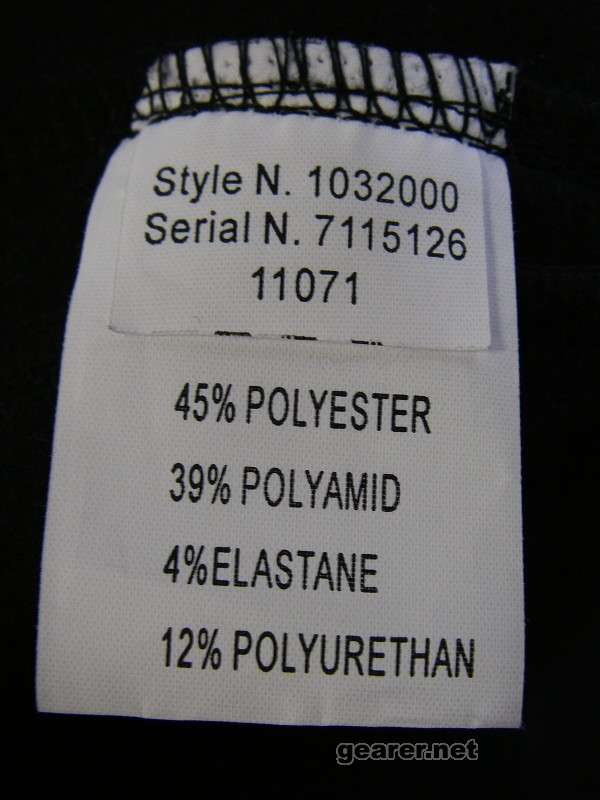 Style N. 1032000
Serial N. 7115126
11071
45% POLYESTER
39% POLYAMID
4%ELASTANE
12% POLYURETHAN
gearer.net